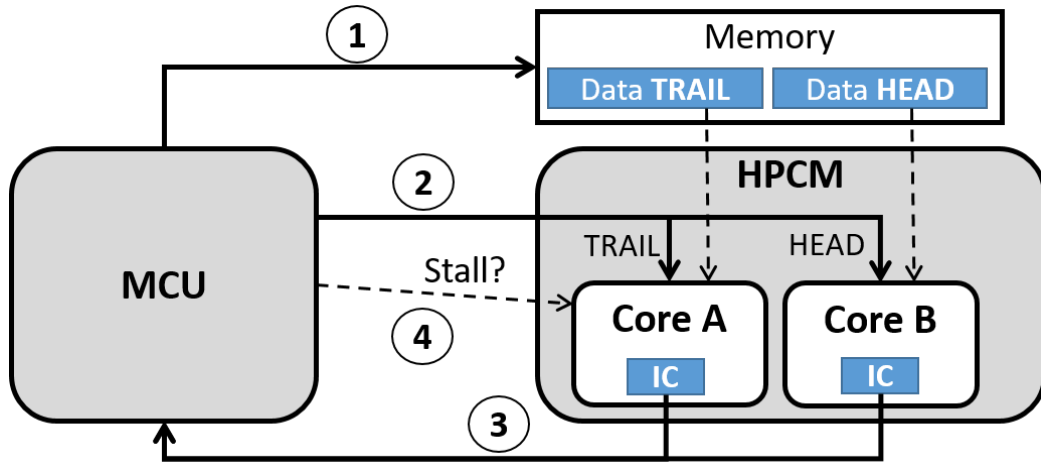 1
Memory
Data TRAIL
Data HEAD
2
HPCM
TRAIL
HEAD
MCU
Stall?
4
Core A
Core B
IC
IC
3